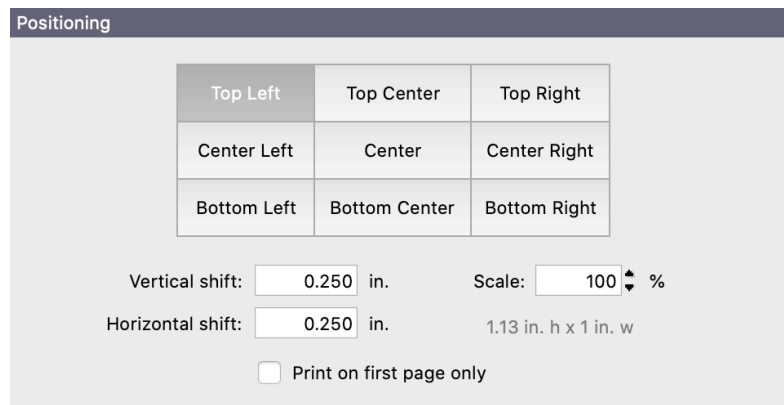 Positioning
Top Left Top Center Top Right
Center Left Center Center Right
Bottom Left Bottom Center Bottom Right
Vertical shift: 0.250 in. Scale: 100 %
Horizontal shift: 0.250 in. 1.13 in. h x 1 in. w
Print on first page only